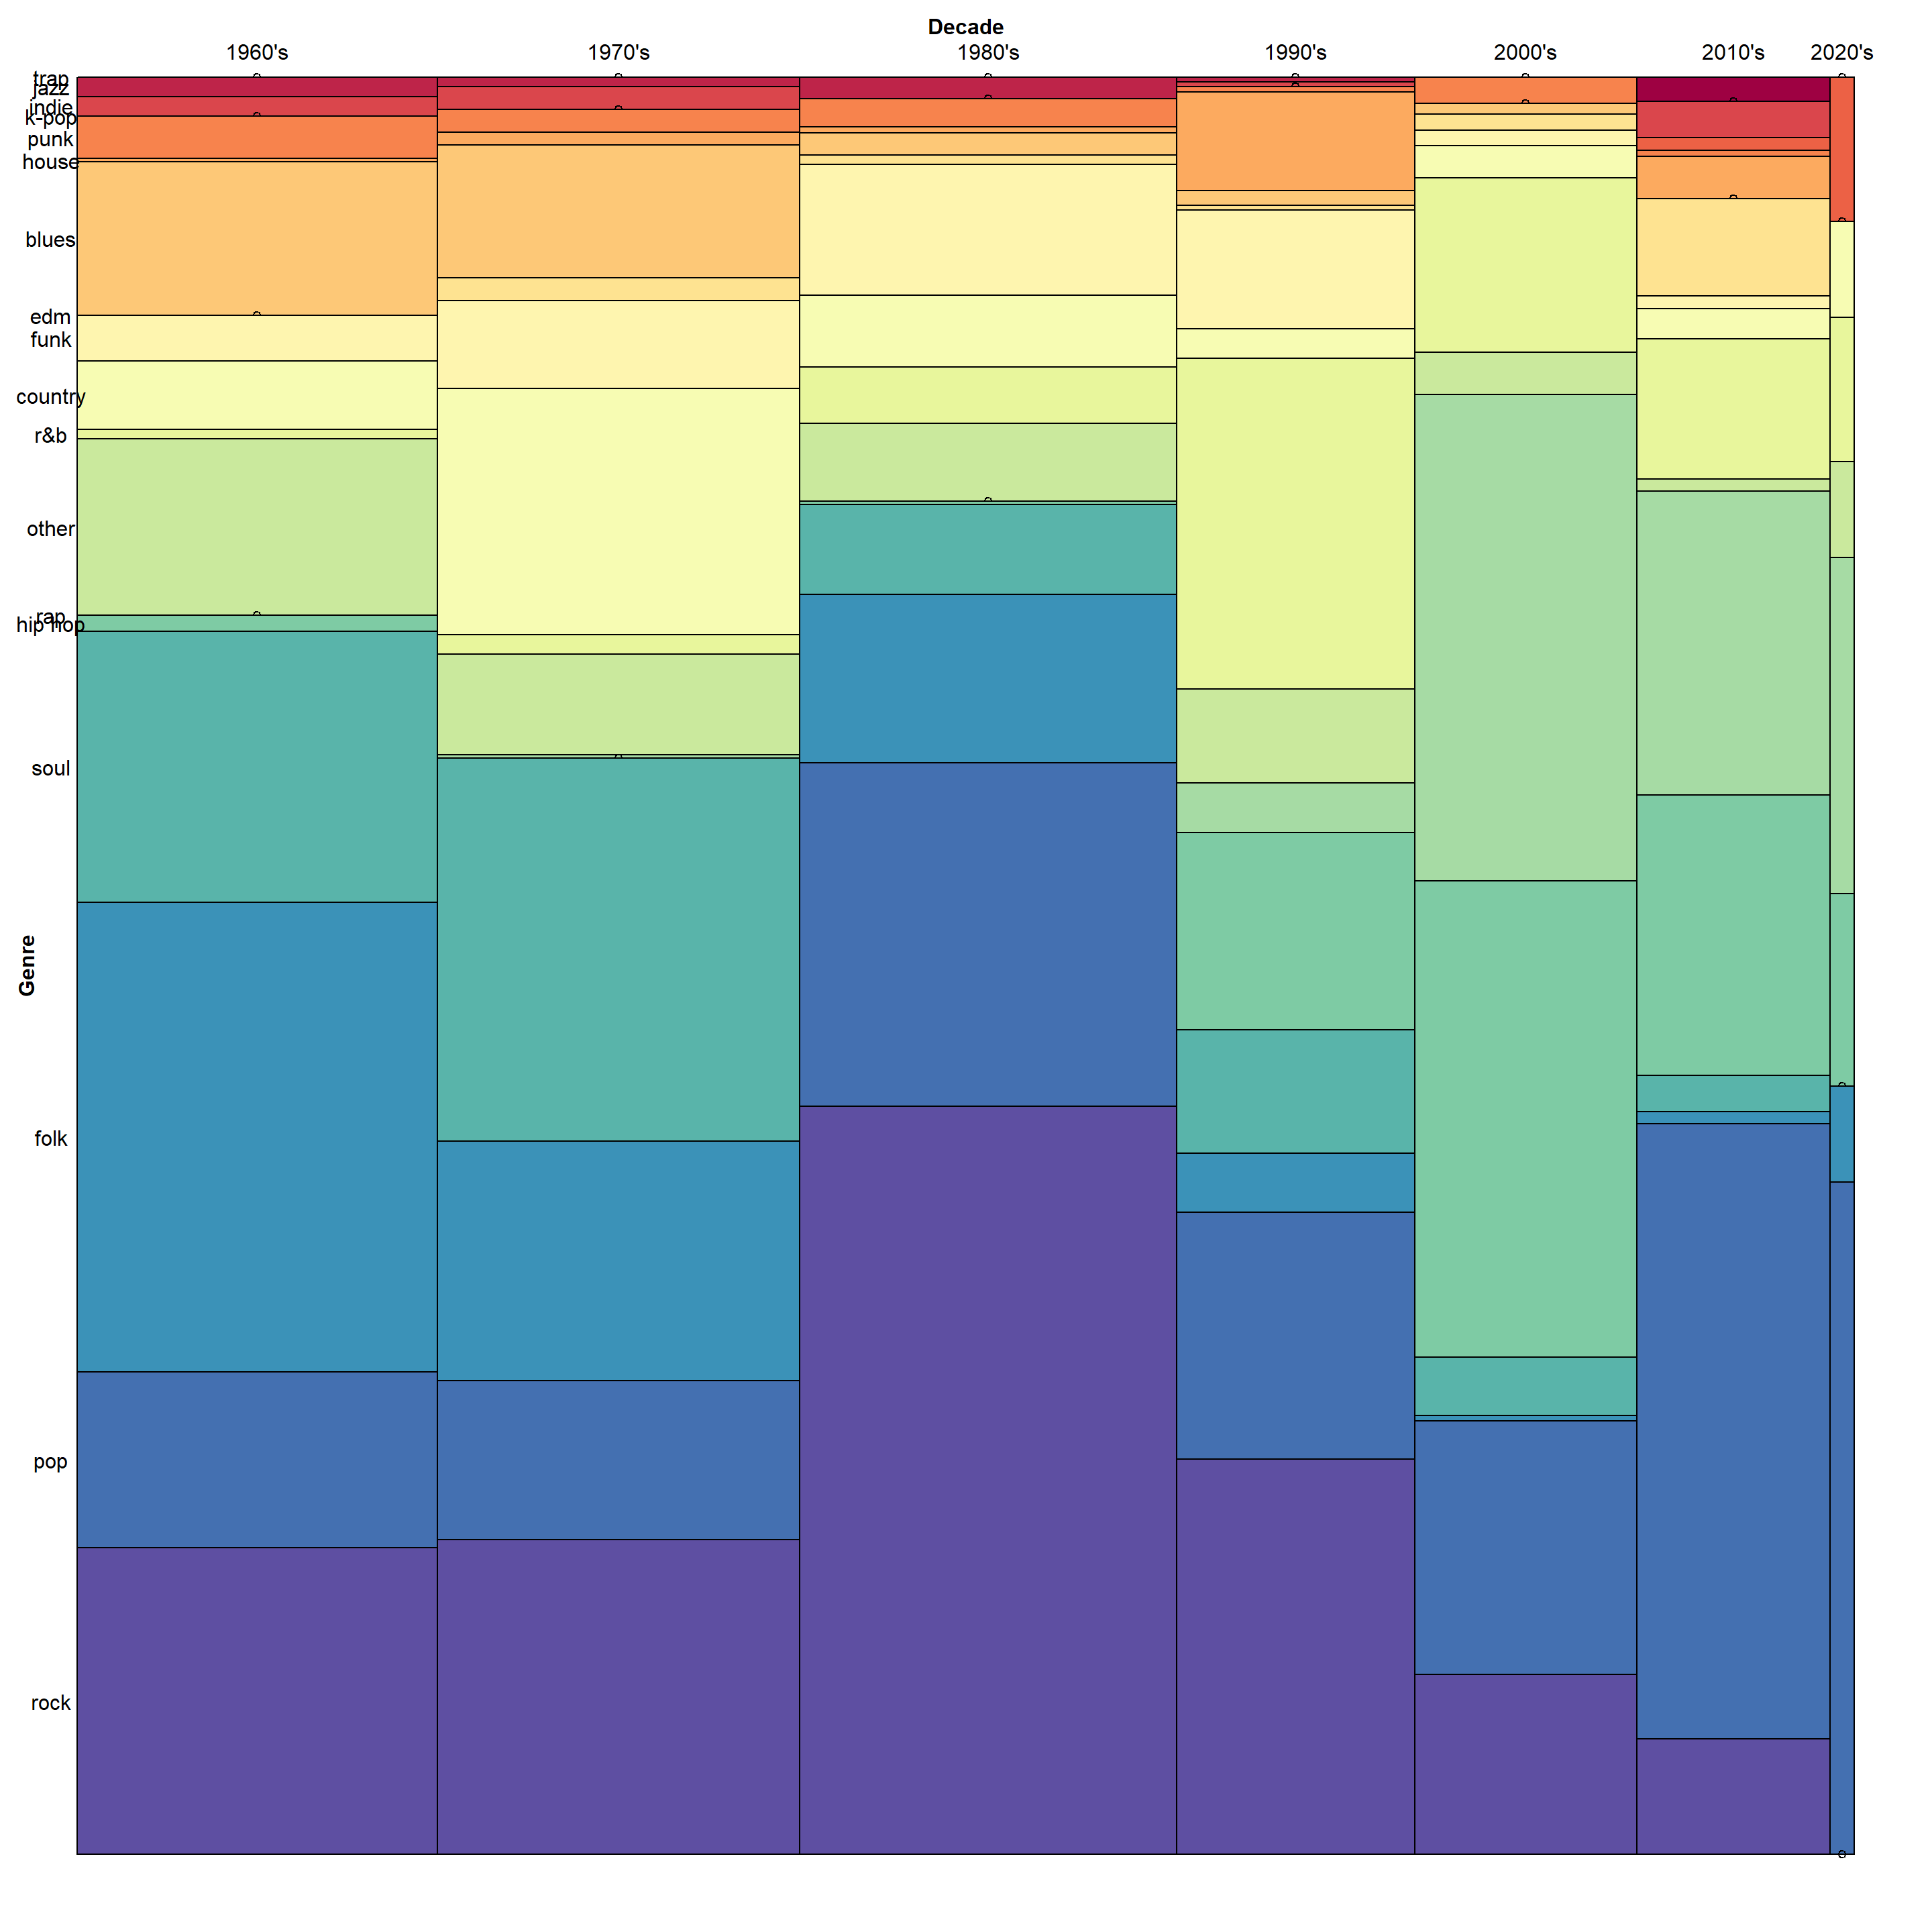 Decade
1960's 1970's 1980's 1990's 2000's 2010's 2020's
trap
jazz
indie
k-pop
punk
house
blues
edm
funk
country
r&b
other
rap
hip hop
soul
Genre
folk
pop
rock